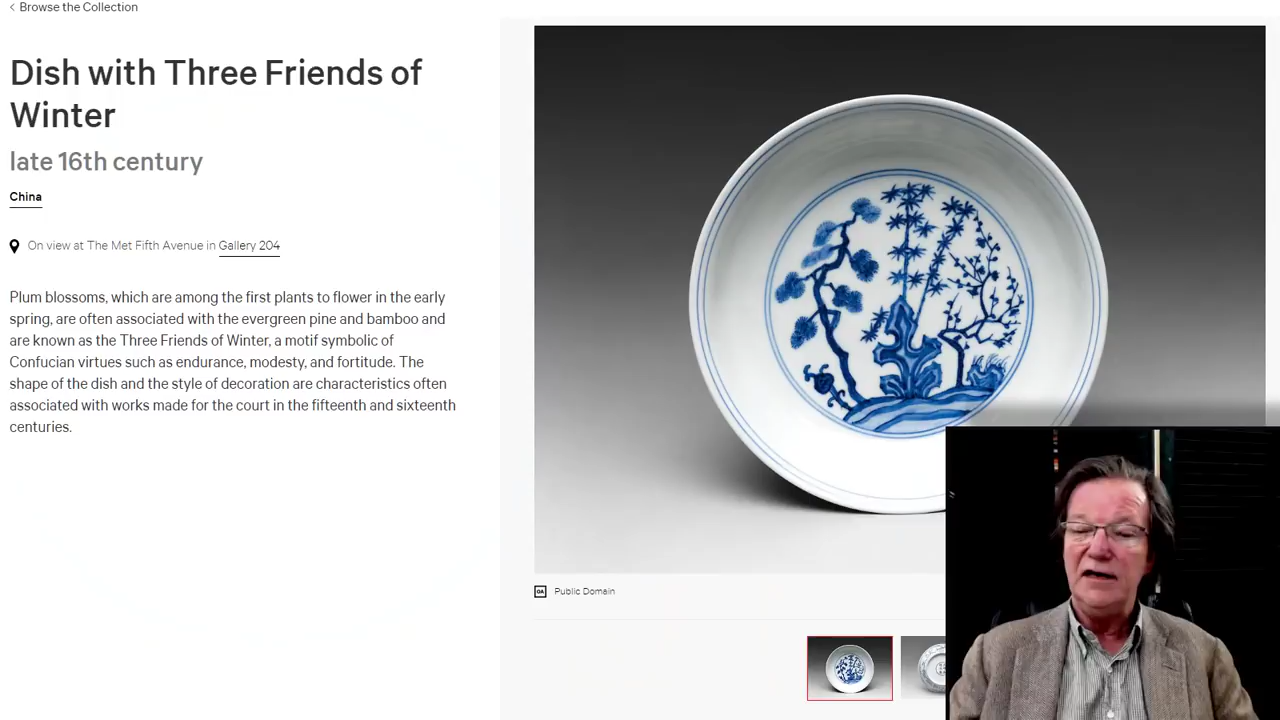 Browse the Collection
Dish with Three Friends of
Winter
late 16th century
China
On view at The Met Fifth Avenue in Gallery 204
Plum blossoms, which are among the first plants to flower in the early
spring, are often associated with the evergreen pine and bamboo and
are known as the Three Friends of Winter, a motif symbolic of
Confucian virtues such as endurance, modesty, and fortitude. The
shape of the dish and the style of decoration are characteristics often
associated with works made for the court in the fifteenth and sixteenth
centuries.
OA Public Domain